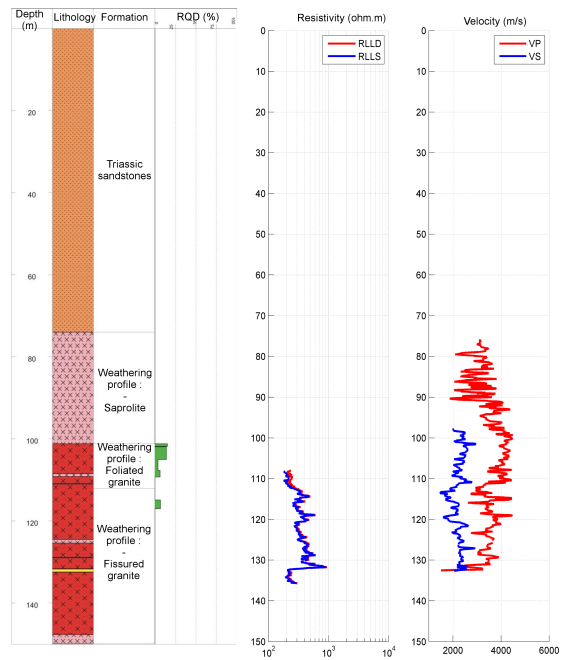 Depth (m)
Lithology
Formation
RQD (%)
0
25
20
40
60
80
100
120
140
Triassic
sandstones
Weathering
profile :
-
Saprolite
Weathering
profile :
Foliated
granite
Weathering
profile :
-
Fissured
granite
Resistivity (ohm.m)
RLLD
RLLS
0
10
20
30
40
50
60
70
80
90
100
110
120
130
140
150
10²
10³
10⁴
Velocity (m/s)
VP
VS
0
10
20
30
40
50
60
70
80
90
100
110
120
130
140
150
2000
4000
6000